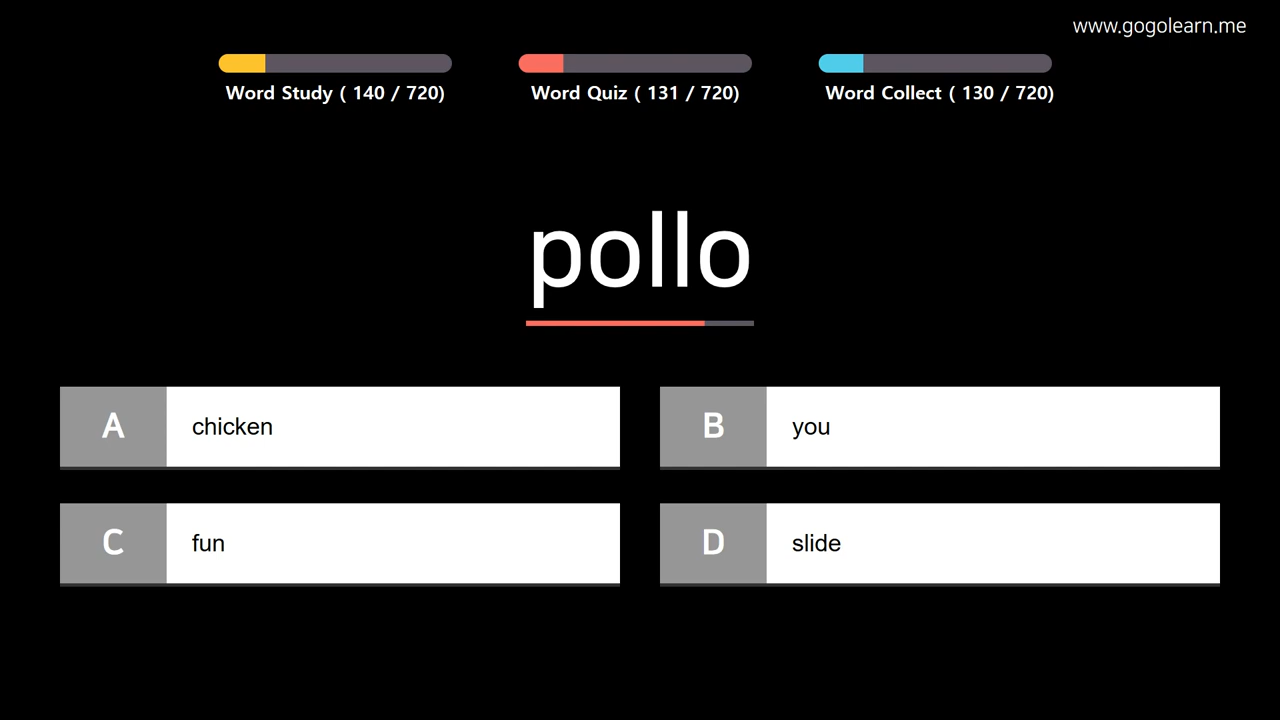 www.gogolearn.me
Word Study ( 140 / 720)
Word Quiz ( 131 / 720)
Word Collect ( 130 / 720)
pollo
A chicken
B you
C fun
D slide